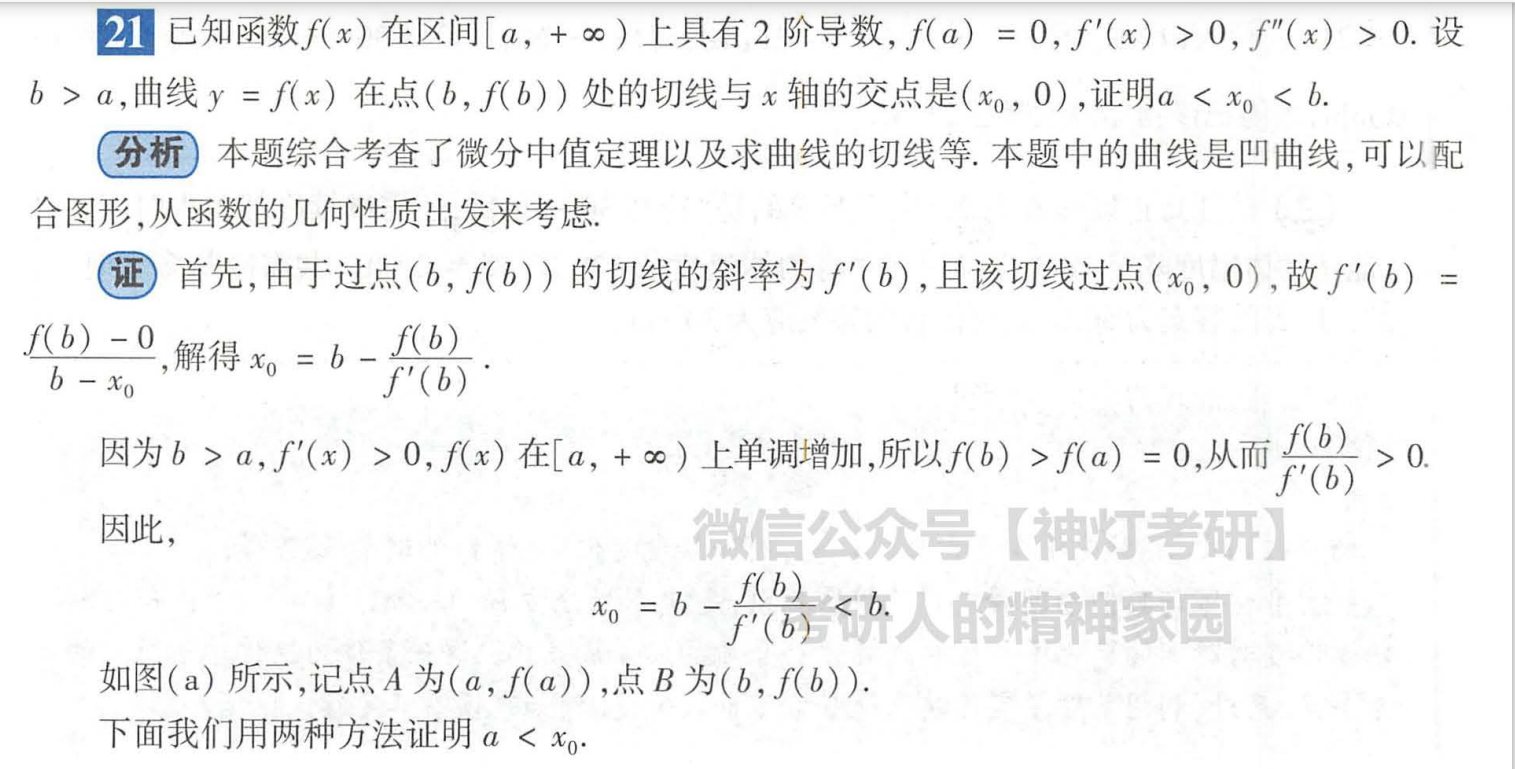 21 已知函数f(x) 在区间[a, + ∞ ) 上具有 2 阶导数, f(a) = 0, f′(x) > 0, f″(x) > 0. 设
b > a,曲线 y = f(x) 在点(b, f(b)) 处的切线与 x 轴的交点是(x₀, 0),证明a < x₀ < b.
分析 本题综合考查了微分中值定理以及求曲线的切线等. 本题中的曲线是凹曲线,可以配
合图形,从函数的几何性质出发来考虑.
证 首先,由于过点(b, f(b)) 的切线的斜率为 f′(b),且该切线过点(x₀, 0),故 f′(b) =
\frac{f(b) - 0}{b - x₀},解得 x₀ = b - \frac{f(b)}{f′(b)}.
因为 b > a, f′(x) > 0, f(x) 在[a, + ∞ ) 上单调增加,所以 f(b) > f(a) = 0,从而 \frac{f(b)}{f′(b)} > 0.
因此,
微信公众号【神灯考研】
x₀ = b - \frac{f(b)}{f′(b)} < b.
考研人的精神家园
如图(a) 所示,记点 A 为(a, f(a)),点 B 为(b, f(b)).
下面我们用两种方法证明 a < x₀.